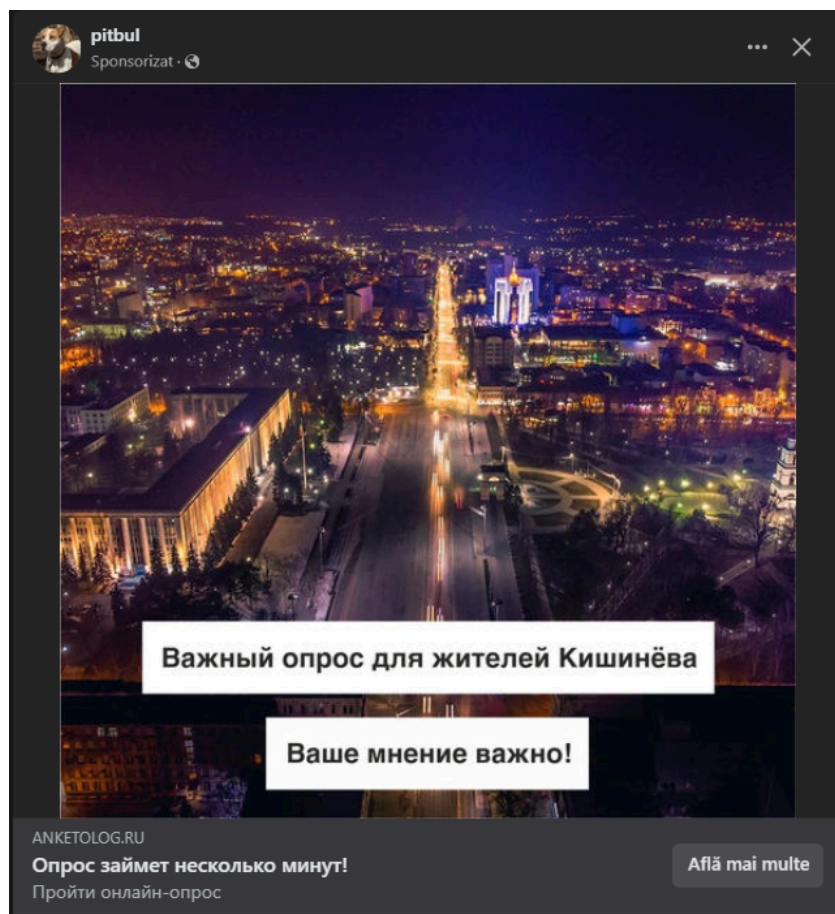 pitbul
Sponsorizat ·
Важный опрос для жителей Кишинёва
Ваше мнение важно!
ANKETOLOG.RU
Опрос займет несколько минут!
Пройти онлайн-опрос
Află mai multe